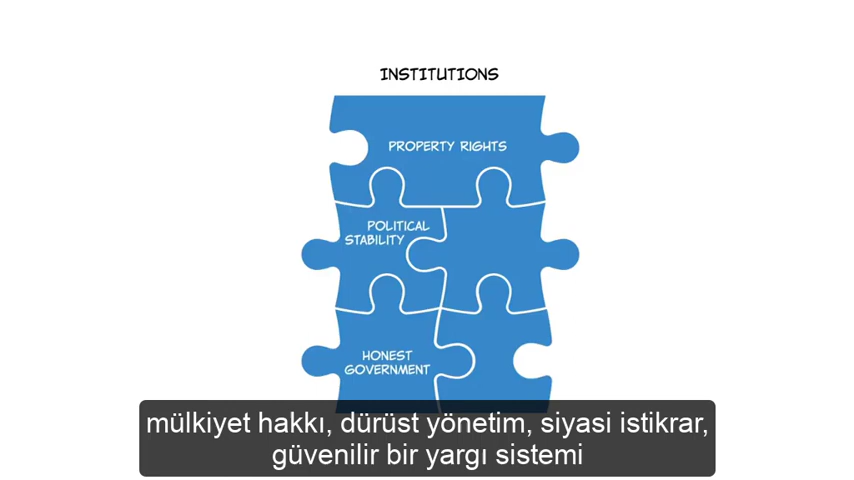 INSTITUTIONS
PROPERTY RIGHTS
POLITICAL
STABILITY
HONEST
GOVERNMENT
mülkiyet hakkı, dürüst yönetim, siyasi istikrar,
güvenilir bir yargı sistemi